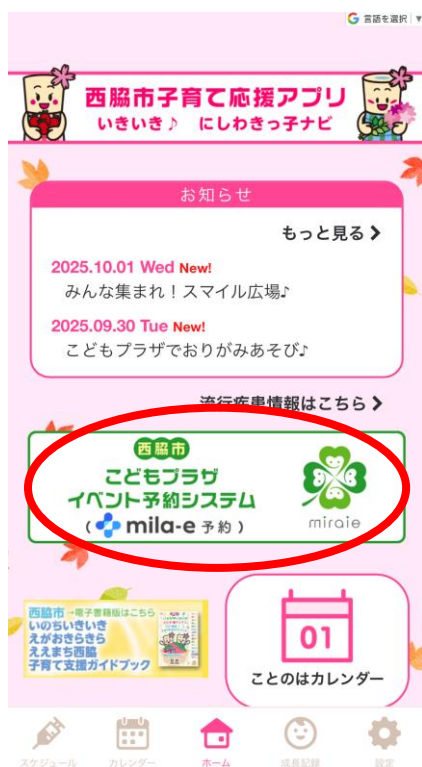 言語を選択
西脇市子育て応援アプリ
いきいき♪ にしわきっ子ナビ
お知らせ
もっと見る
2025.10.01 Wed New!
みんな集まれ！スマイル広場♪
2025.09.30 Tue New!
こどもプラザでおりがみあそび♪
流行疾患情報はこちら
西脇市
こどもプラザ
イベント予約システム
( mila-e 予約 )
miraie
西脇市 電子書籍版はこちら
いのちいきいき
えがおきらきら
ええまち西脇
子育て支援ガイドブック
01
ことのはカレンダー
スケジュール カレンダー ホーム 成長記録 設定